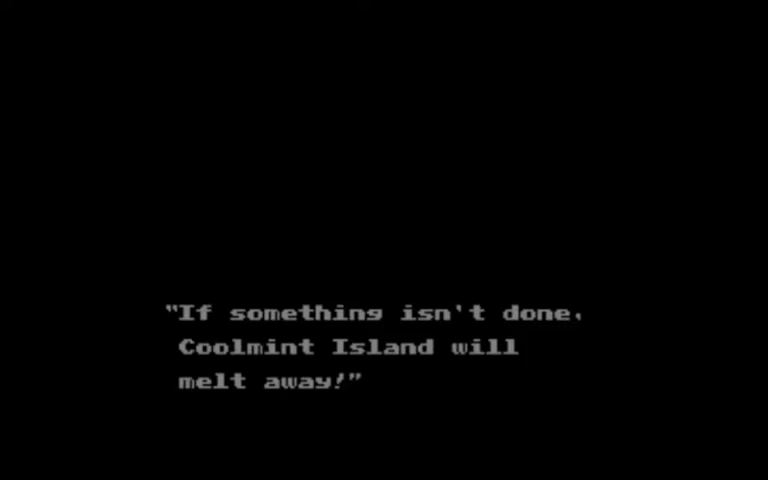 "If something isn't done,
Coolmint Island will
melt away!”